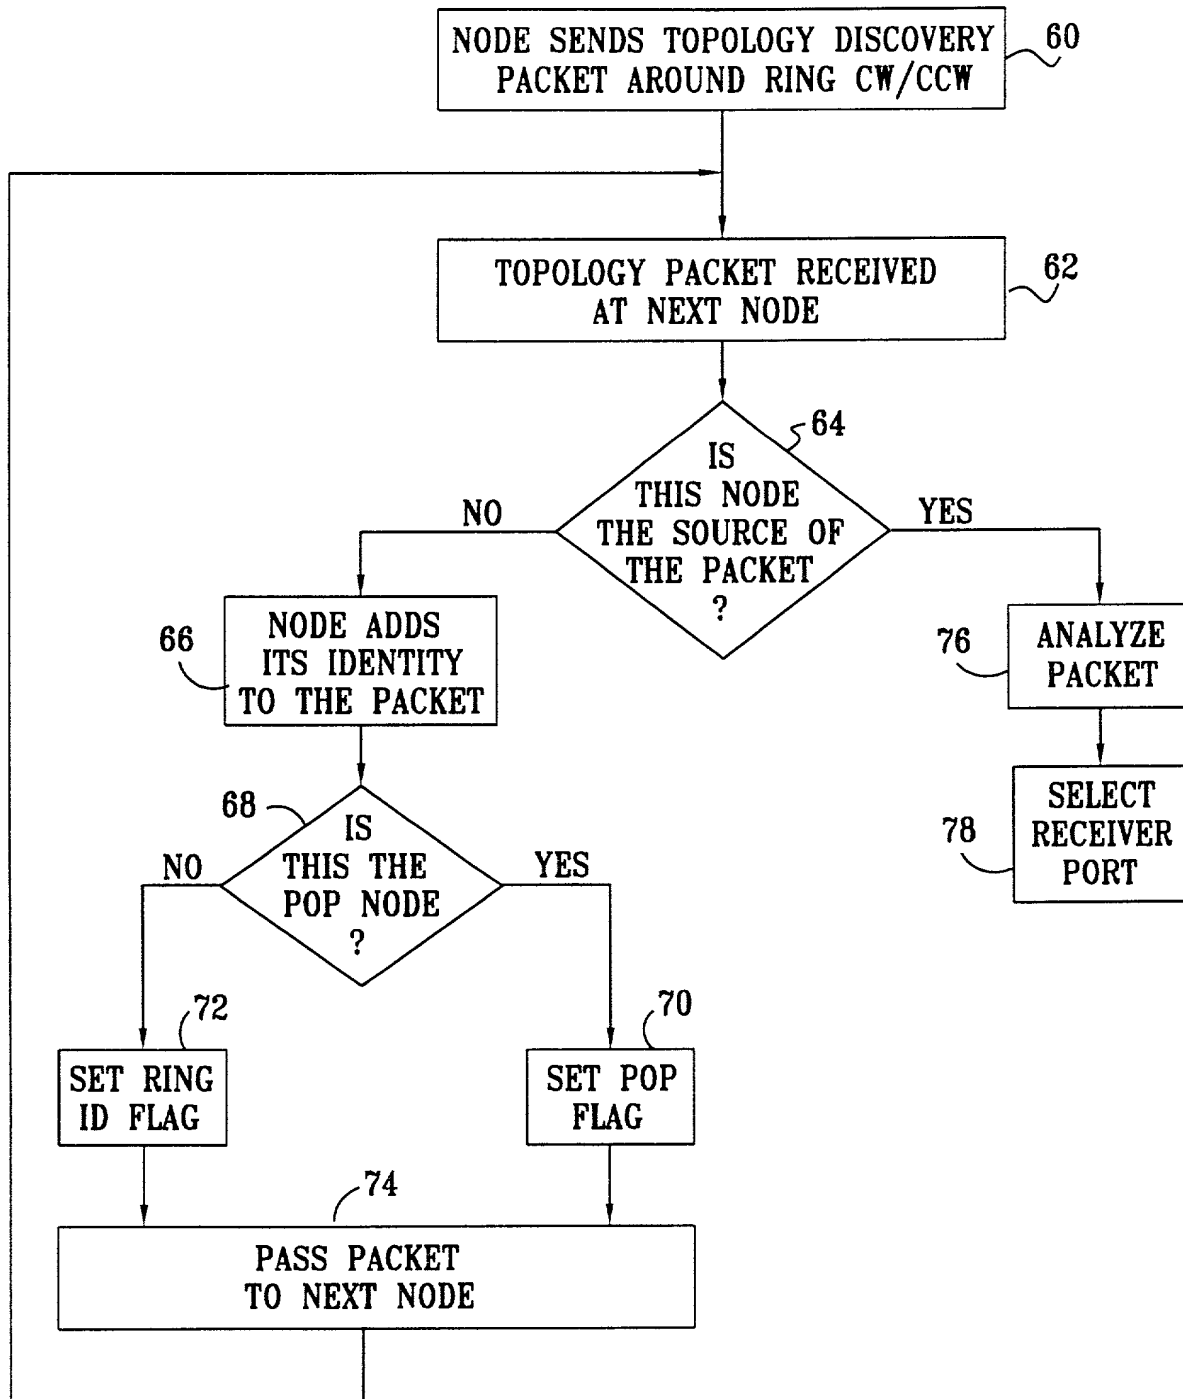 NODE SENDS TOPOLOGY DISCOVERY
PACKET AROUND RING CW/CCW
60
TOPOLOGY PACKET RECEIVED
AT NEXT NODE
62
IS
THIS NODE
THE SOURCE OF
THE PACKET
?
64
NO
YES
NODE ADDS
ITS IDENTITY
TO THE PACKET
66
ANALYZE
PACKET
76
IS
THIS THE
POP NODE
?
68
NO
YES
SELECT
RECEIVER
PORT
78
SET RING
ID FLAG
72
SET POP
FLAG
70
PASS PACKET
TO NEXT NODE
74